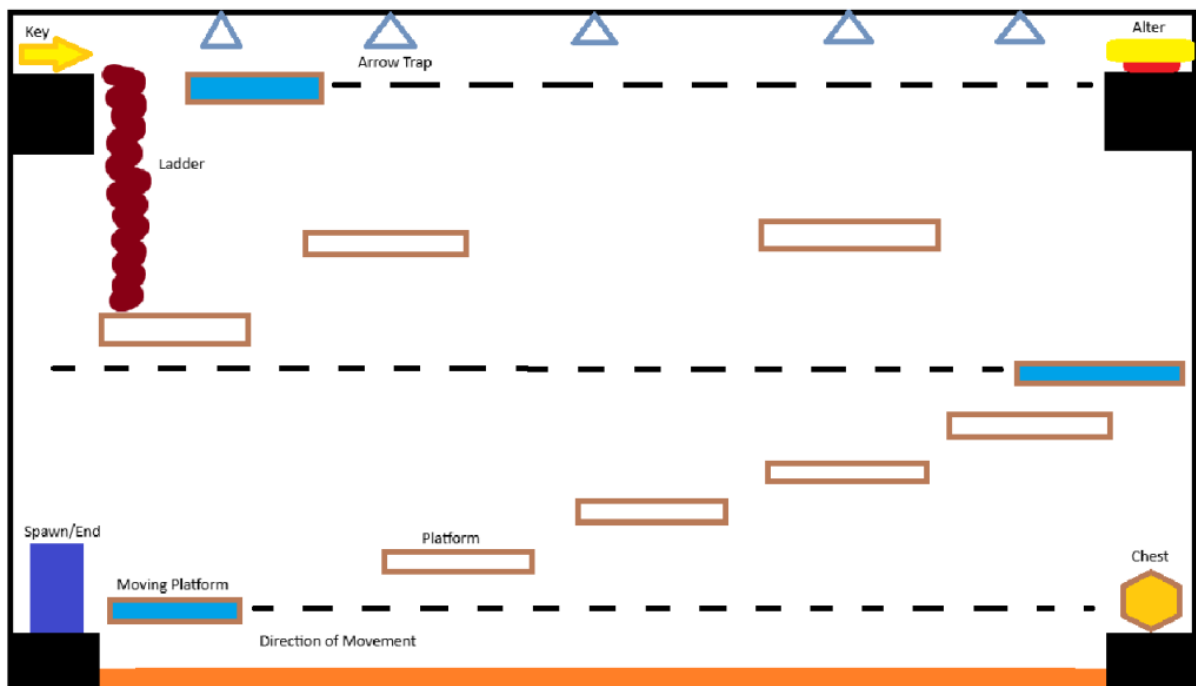 Key
Alter
Arrow Trap
Ladder
Spawn/End
Platform
Chest
Moving Platform
Direction of Movement